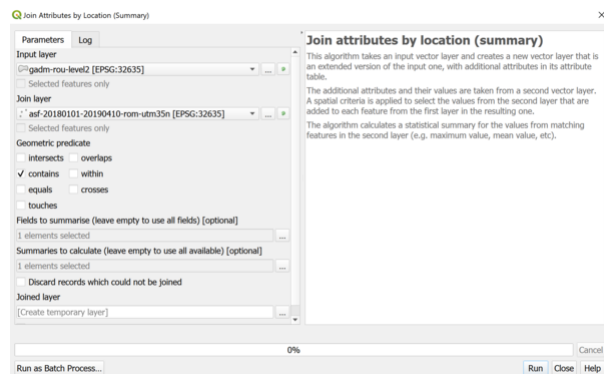 Join Attributes by Location (Summary)
Parameters Log
Input layer
gadm-rou-level2 [EPSG:32635]
Selected features only
Join layer
asf-20180101-20190410-rom-utm35n [EPSG:32635]
Selected features only
Geometric predicate
intersects overlaps
contains within
equals crosses
touches
Fields to summarise (leave empty to use all fields) [optional]
1 elements selected
Summaries to calculate (leave empty to use all available) [optional]
1 elements selected
Discard records which could not be joined
Joined layer
[Create temporary layer]
Join attributes by location (summary)
This algorithm takes an input vector layer and creates a new vector layer that is
an extended version of the input one, with additional attributes in its attribute
table.
The additional attributes and their values are taken from a second vector layer.
A spatial criteria is applied to select the values from the second layer that are
added to each feature from the first layer in the resulting one.
The algorithm calculates a statistical summary for the values from matching
features in the second layer (e.g. maximum value, mean value, etc).
0%
Cancel
Run as Batch Process...
Run Close Help